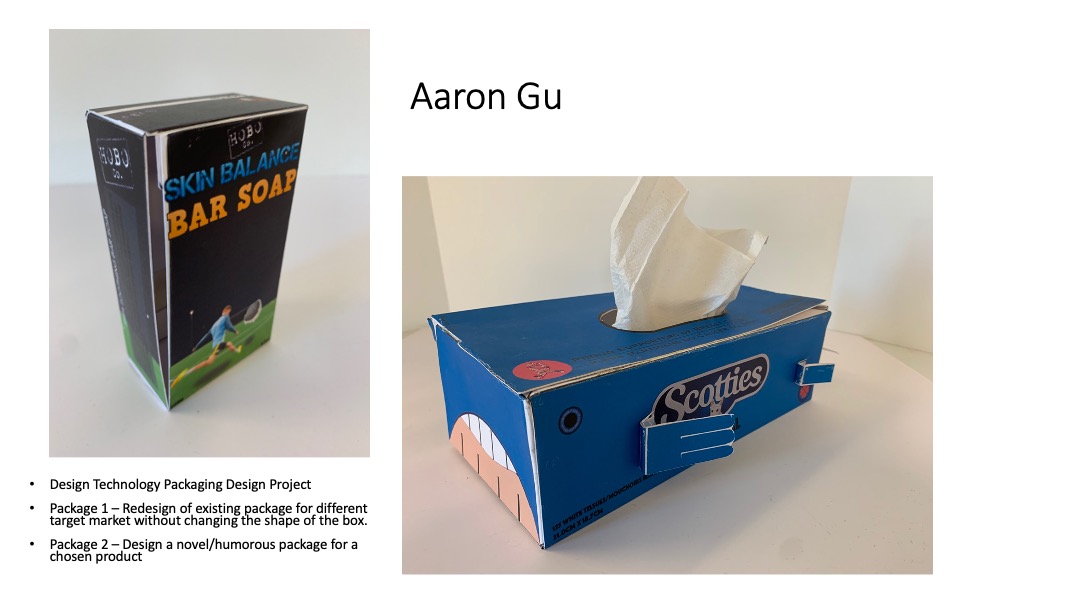 Aaron Gu
HOBO
Co.
HOBO
Co.
SKIN BALANCE
BAR SOAP
Scotties
• Design Technology Packaging Design Project
• Package 1 – Redesign of existing package for different
target market without changing the shape of the box.
• Package 2 – Design a novel/humorous package for a
chosen product